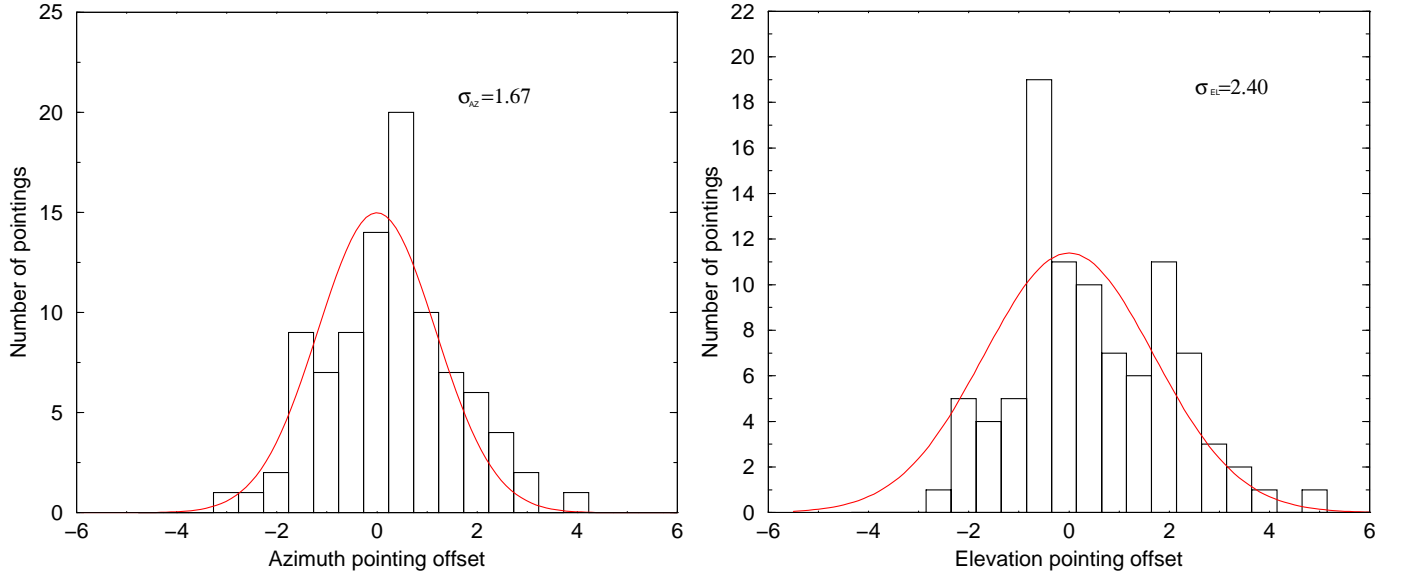 25
20
15
10
5
0
Number of pointings
σAZ=1.67
−6 −4 −2 0 2 4 6
Azimuth pointing offset
22
20
18
16
14
12
10
8
6
4
2
0
Number of pointings
σEL=2.40
−6 −4 −2 0 2 4 6
Elevation pointing offset